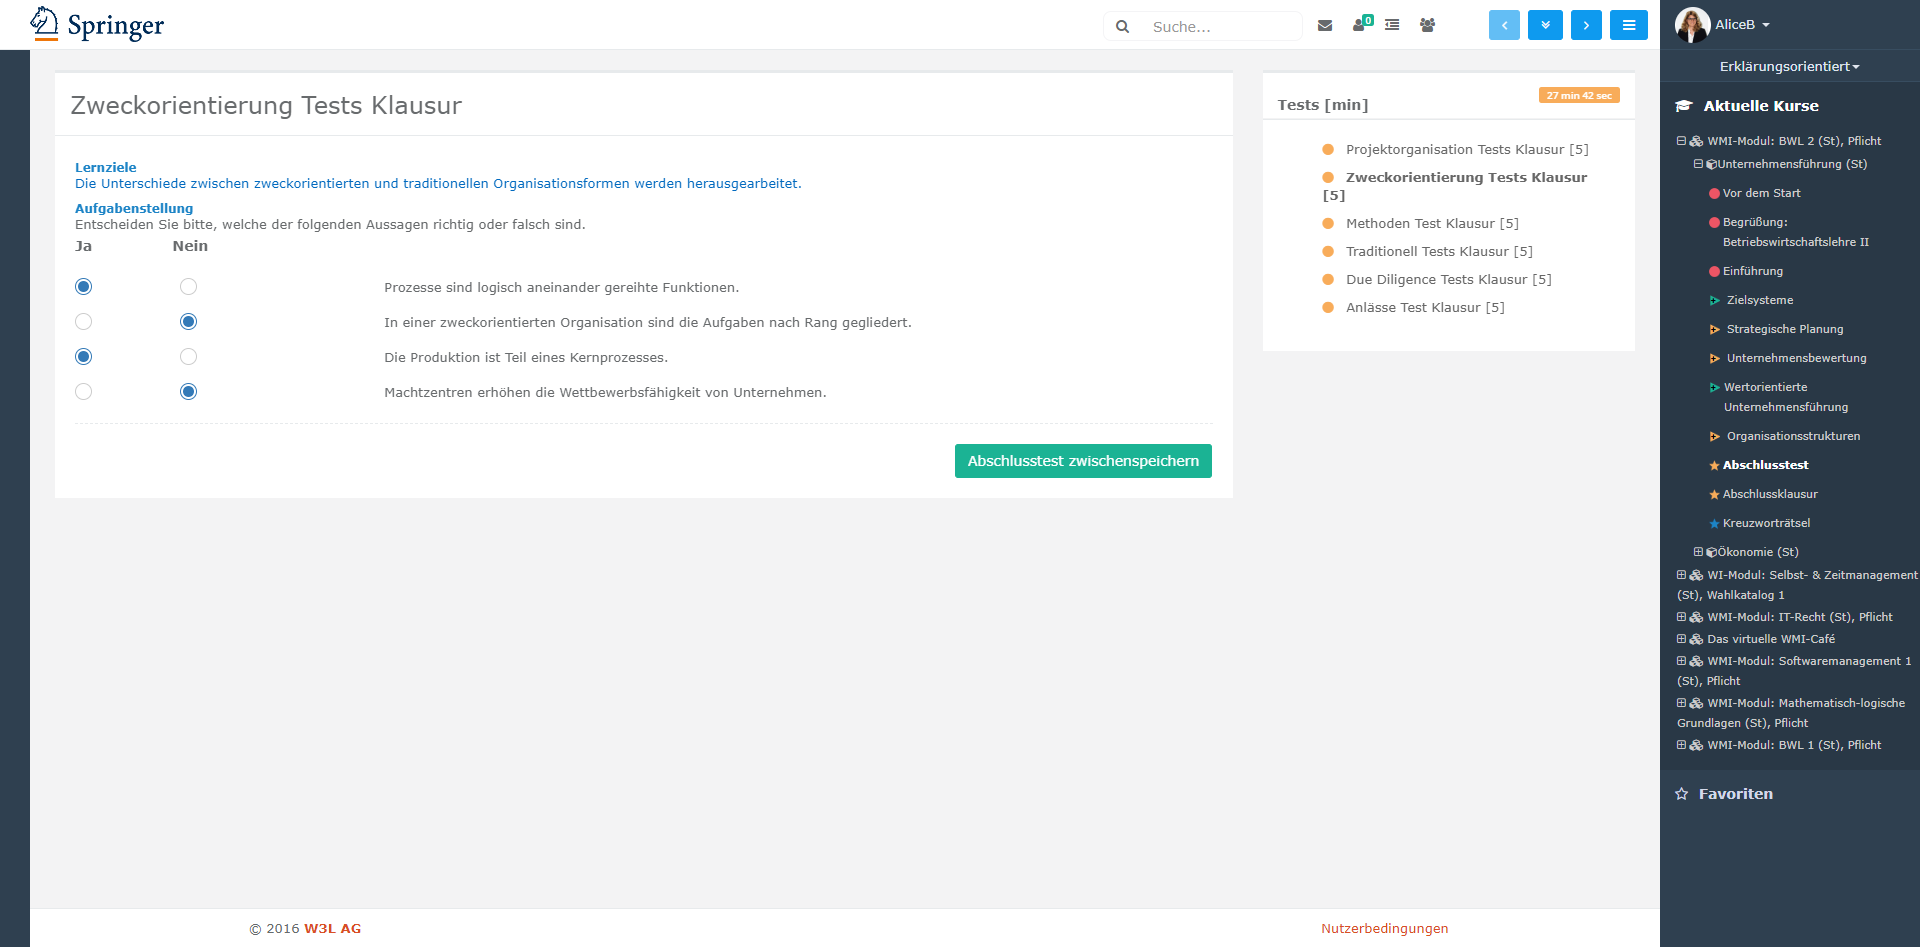 Springer
Suche...
0
AliceB
Erklärungsorientiert
Zweckorientierung Tests Klausur
Lernziele
Die Unterschiede zwischen zweckorientierten und traditionellen Organisationsformen werden herausgearbeitet.
Aufgabenstellung
Entscheiden Sie bitte, welche der folgenden Aussagen richtig oder falsch sind.
Ja Nein
Prozesse sind logisch aneinander gereihte Funktionen.
In einer zweckorientierten Organisation sind die Aufgaben nach Rang gegliedert.
Die Produktion ist Teil eines Kernprozesses.
Machtzentren erhöhen die Wettbewerbsfähigkeit von Unternehmen.
Abschlusstest zwischenspeichern
Tests [min]
27 min 42 sec
Projektorganisation Tests Klausur [5]
Zweckorientierung Tests Klausur
[5]
Methoden Test Klausur [5]
Traditionell Tests Klausur [5]
Due Diligence Tests Klausur [5]
Anlässe Test Klausur [5]
Aktuelle Kurse
WMI-Modul: BWL 2 (St), Pflicht
Unternehmensführung (St)
Vor dem Start
Begrüßung:
Betriebswirtschaftslehre II
Einführung
Zielsysteme
Strategische Planung
Unternehmensbewertung
Wertorientierte
Unternehmensführung
Organisationsstrukturen
Abschlusstest
Abschlussklausur
Kreuzworträtsel
Ökonomie (St)
WI-Modul: Selbst- & Zeitmanagement
(St), Wahlkatalog 1
WMI-Modul: IT-Recht (St), Pflicht
Das virtuelle WMI-Café
WMI-Modul: Softwaremanagement 1
(St), Pflicht
WMI-Modul: Mathematisch-logische
Grundlagen (St), Pflicht
WMI-Modul: BWL 1 (St), Pflicht
Favoriten
© 2016 W3L AG
Nutzerbedingungen